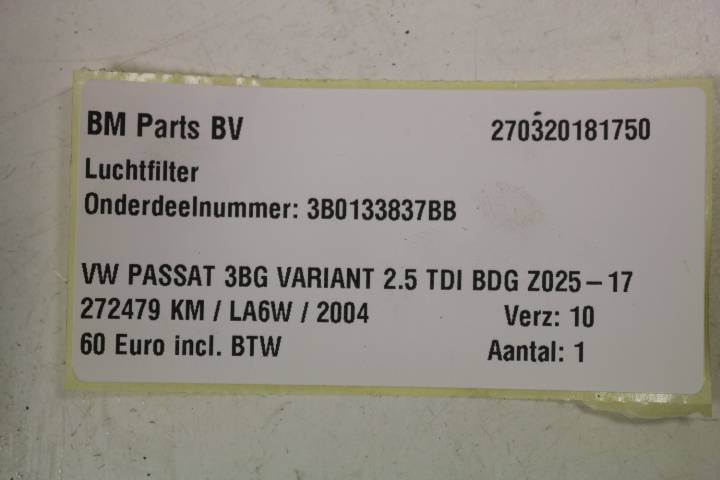 BM Parts BV 270320181750
Luchtfilter
Onderdeelnummer: 3B0133837BB
VW PASSAT 3BG VARIANT 2.5 TDI BDG Z025-17
272479 KM / LA6W / 2004 Verz: 10
60 Euro incl. BTW Aantal: 1